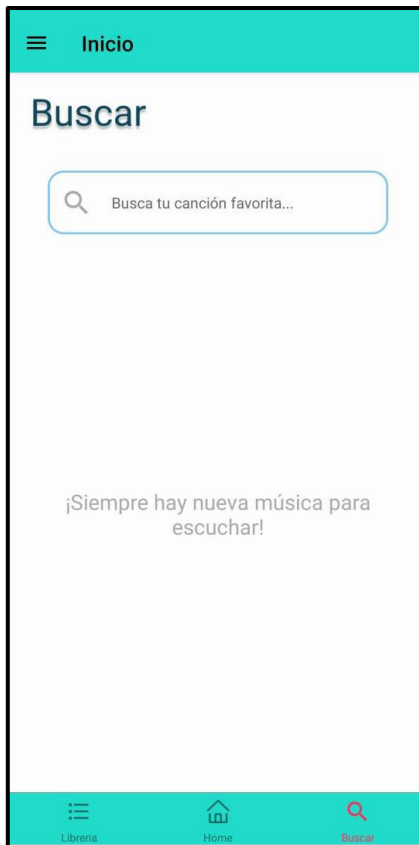 Inicio
Buscar
Busca tu canción favorita...
¡Siempre hay nueva música para
escuchar!
Libreria
Home
Buscar